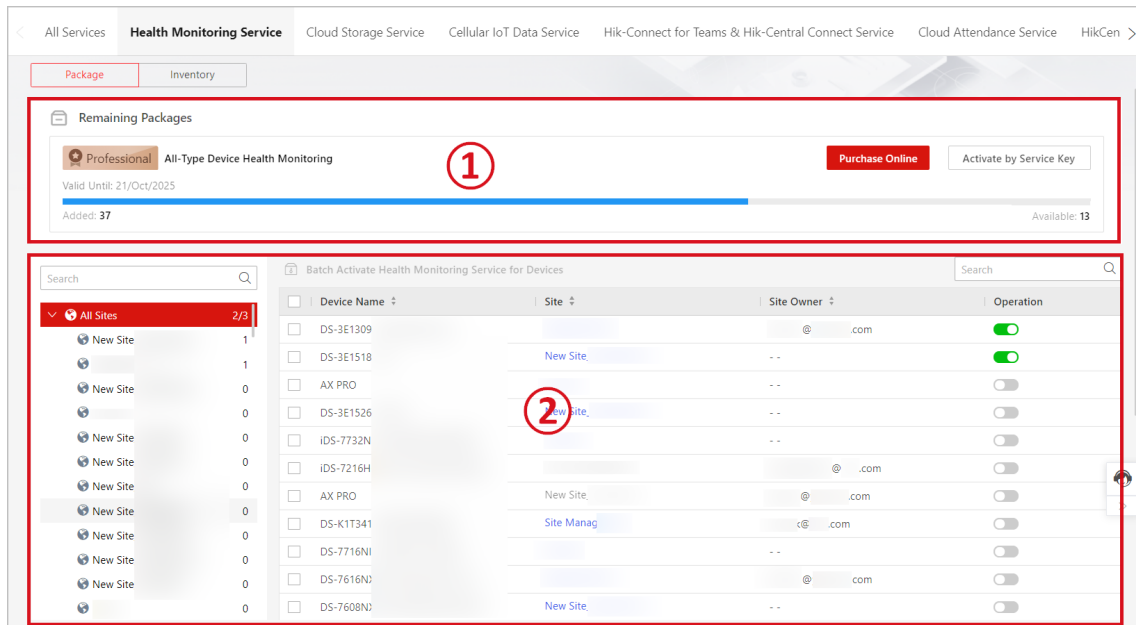 All Services Health Monitoring Service Cloud Storage Service Cellular IoT Data Service Hik-Connect for Teams & Hik-Central Connect Service Cloud Attendance Service HikCen
Package Inventory
Remaining Packages
Professional All-Type Device Health Monitoring Purchase Online Activate by Service Key
①
Valid Until: 21/Oct/2025
Added: 37 Available: 13
Search Batch Activate Health Monitoring Service for Devices Search
Device Name Site Site Owner Operation
All Sites 2/3
DS-3E1309 @ .com
New Site 1
DS-3E1518 New Site - -
1
AX PRO - -
New Site 0
DS-3E1526 New Site - -
②
0
iDS-7732N - -
New Site 0
iDS-7216H @ .com
New Site 0
AX PRO New Site @ .com
New Site 0
New Site 0
DS-K1T341 Site Manag @ .com
New Site 0
DS-7716NI - -
New Site 0
DS-7616NX @ com
New Site 0
DS-7608NX New Site - -
0